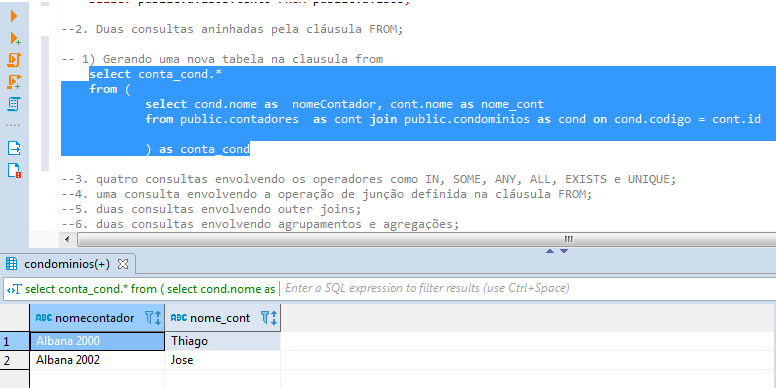 --2. Duas consultas aninhadas pela cláusula FROM;
-- 1) Gerando uma nova tabela na clausula from
select conta_cond.*
from (
select cond.nome as  nomeContador, cont.nome as nome_cont
from public.contadores  as cont join public.condominios as cond on cond.codigo = cont.id
) as conta_cond
--3. quatro consultas envolvendo os operadores como IN, SOME, ANY, ALL, EXISTS e UNIQUE;
--4. uma consulta envolvendo a operação de junção definida na cláusula FROM;
--5. duas consultas envolvendo outer joins;
--6. duas consultas envolvendo agrupamentos e agregações;
condominios(+)
select conta_cond.* from ( select cond.nome as Enter a SQL expression to filter results (use Ctrl+Space)
ABC nomecontador ABC nome_cont
1 Albana 2000 Thiago
2 Albana 2002 Jose